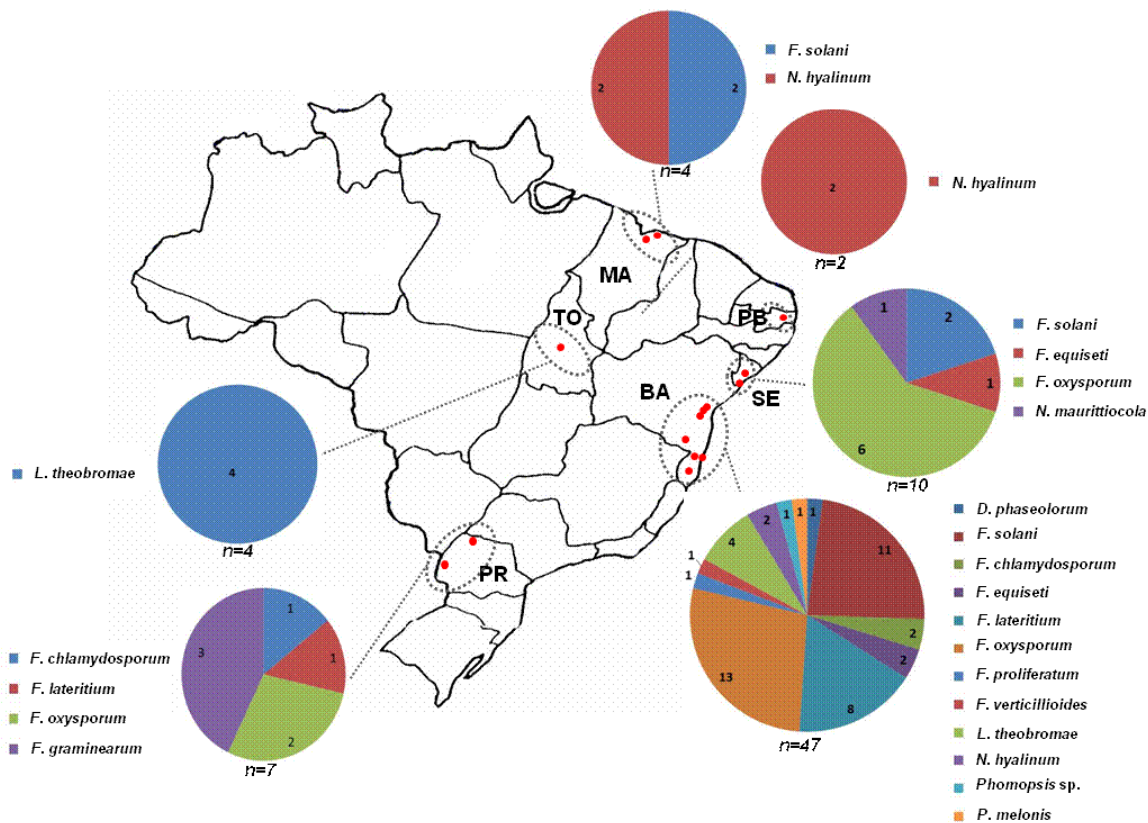 F. solani
N. hyalinum
2
2
n=4
N. hyalinum
2
n=2
MA
TO
PB
BA
SE
PR
1
2
1
6
n=10
F. solani
F. equiseti
F. oxysporum
N. maurittiocola
L. theobromae
4
n=4
1
1
2
3
n=7
F. chlamydosporum
F. lateritium
F. oxysporum
F. graminearum
1
11
2
2
8
13
1
1
4
2
1
1
n=47
D. phaseolorum
F. solani
F. chlamydosporum
F. equiseti
F. lateritium
F. oxysporum
F. proliferatum
F. verticillioides
L. theobromae
N. hyalinum
Phomopsis sp.
P. melonis